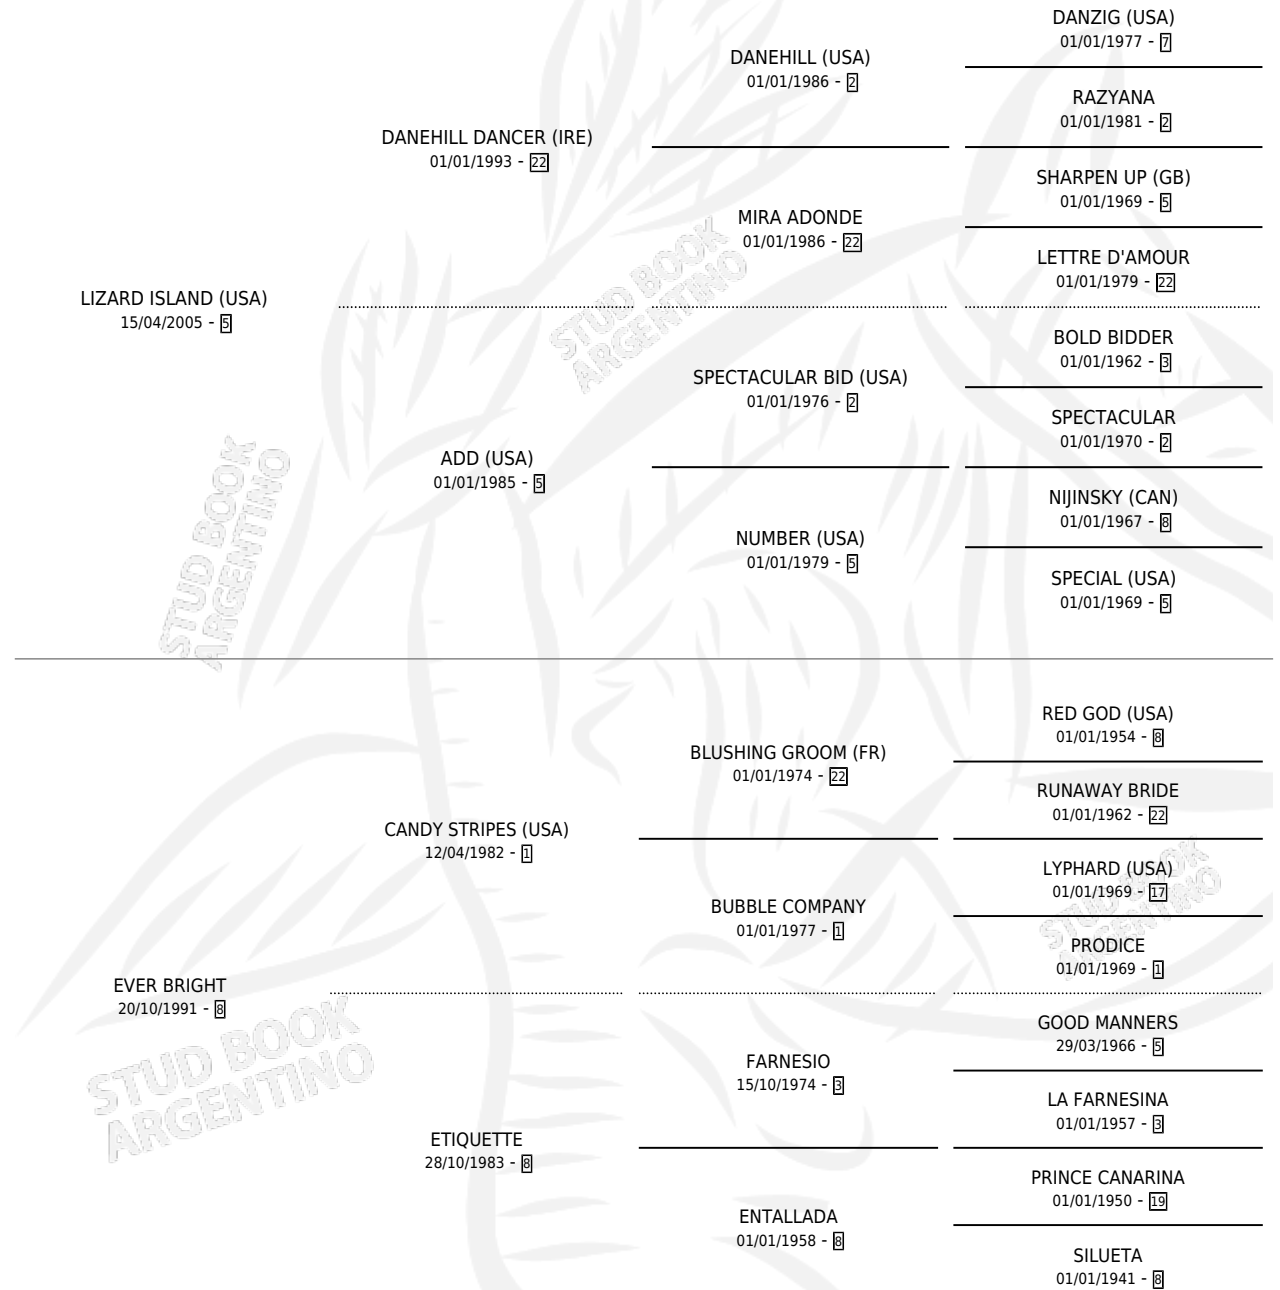 DANZIG (USA)
01/01/1977 - 7
DANEHILL (USA)
01/01/1986 - 2
RAZYANA
01/01/1981 - 2
DANEHILL DANCER (IRE)
01/01/1993 - 22
SHARPEN UP (GB)
01/01/1969 - 5
MIRA ADONDE
01/01/1986 - 22
LETTRE D'AMOUR
01/01/1979 - 22
LIZARD ISLAND (USA)
15/04/2005 - 5
BOLD BIDDER
01/01/1962 - 3
SPECTACULAR BID (USA)
01/01/1976 - 2
SPECTACULAR
01/01/1970 - 2
ADD (USA)
01/01/1985 - 5
NIJINSKY (CAN)
01/01/1967 - 8
NUMBER (USA)
01/01/1979 - 5
SPECIAL (USA)
01/01/1969 - 5
RED GOD (USA)
01/01/1954 - 8
BLUSHING GROOM (FR)
01/01/1974 - 22
RUNAWAY BRIDE
01/01/1962 - 22
CANDY STRIPES (USA)
12/04/1982 - 1
LYPHARD (USA)
01/01/1969 - 17
BUBBLE COMPANY
01/01/1977 - 1
PRODICE
01/01/1969 - 1
EVER BRIGHT
20/10/1991 - 8
GOOD MANNERS
29/03/1966 - 5
FARNESIO
15/10/1974 - 3
LA FARNESINA
01/01/1957 - 3
ETIQUETTE
28/10/1983 - 8
PRINCE CANARINA
01/01/1950 - 19
ENTALLADA
01/01/1958 - 8
SILUETA
01/01/1941 - 8
STUD BOOK
ARGENTINO
STUD BOOK
ARGENTINO
STUD BOOK
ARGENTINO
STUD BOOK
ARGENTINO